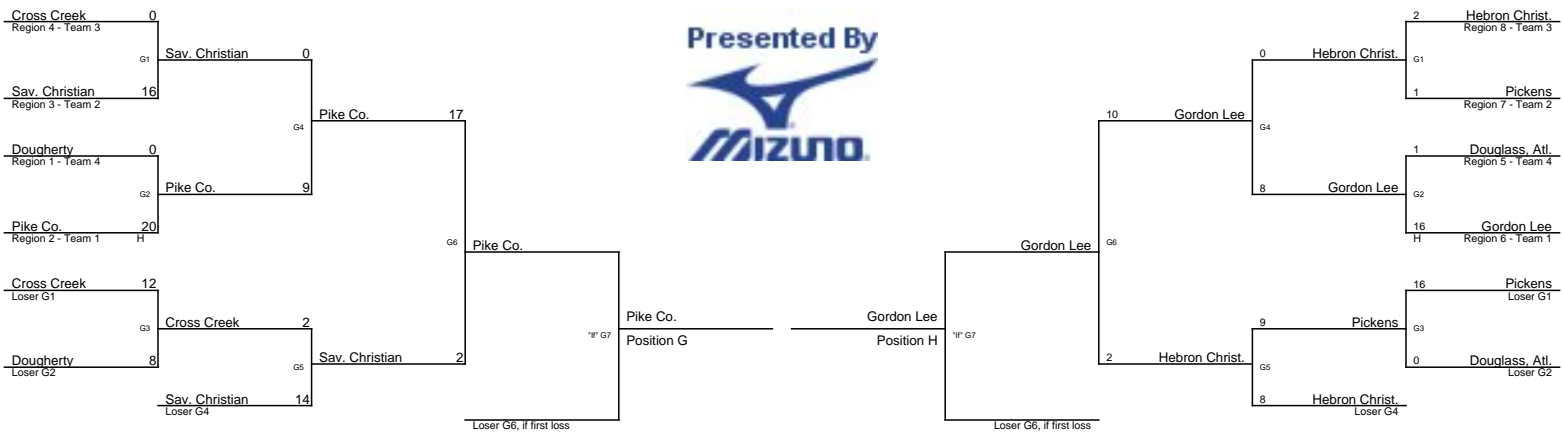 Cross Creek 0
Region 4 - Team 3
G1
Sav. Christian 0
Sav. Christian 16
Region 3 - Team 2
Pike Co. 17
G4
Dougherty 0
Region 1 - Team 4
G2
Pike Co. 9
Pike Co. 20
Region 2 - Team 1 H
G6
Pike Co.
Cross Creek 12
Loser G1
G3
Cross Creek 2
Dougherty 8
Loser G2
G5
Sav. Christian 2
Sav. Christian 14
Loser G4
Loser G6, if first loss
"If" G7
Pike Co.
Position G
Presented By
MIZUNO
2 Hebron Christ.
Region 8 - Team 3
0 Hebron Christ.
G1
1 Pickens
Region 7 - Team 2
10 Gordon Lee
G4
1 Douglass, Atl.
Region 5 - Team 4
8 Gordon Lee
G2
16 Gordon Lee
H Region 6 - Team 1
Gordon Lee
G6
16 Pickens
Loser G1
9 Pickens
G3
0 Douglass, Atl.
Loser G2
2 Hebron Christ.
G5
8 Hebron Christ.
Loser G4
Loser G6, if first loss
Gordon Lee
Position H
"If" G7